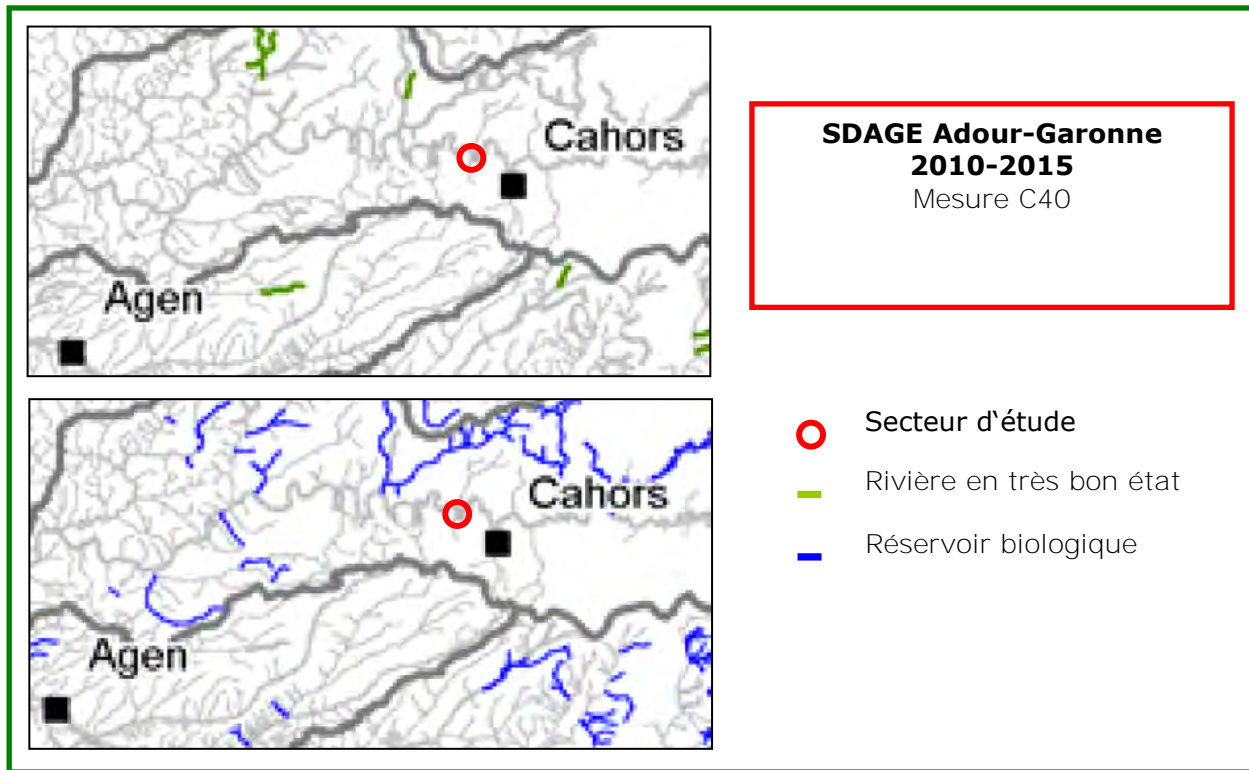 Cahors
Agen
Cahors
Agen
SDAGE Adour-Garonne
2010-2015
Mesure C40
Secteur d‘étude
Rivière en très bon état
Réservoir biologique